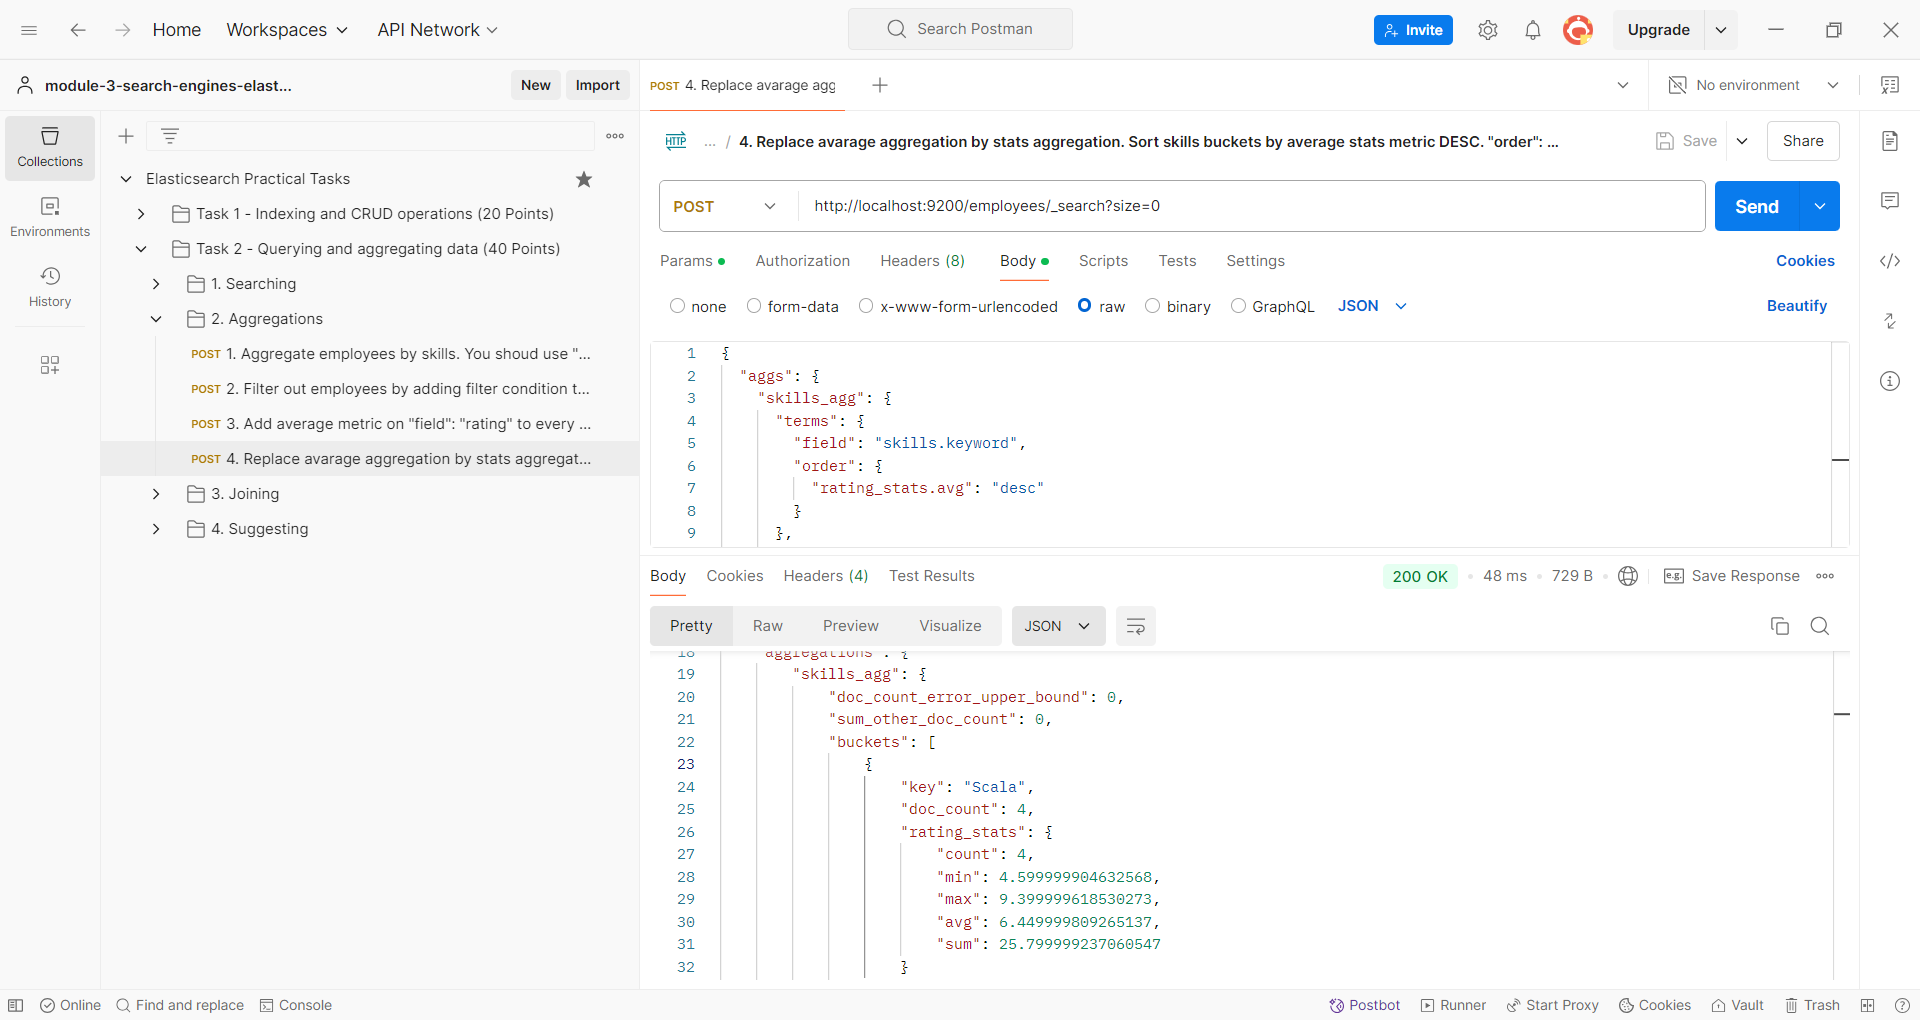 Home Workspaces API Network Search Postman Invite Upgrade
module-3-search-engines-elast... New Import POST 4. Replace avarage agg No environment
Collections
Environments
History
Elasticsearch Practical Tasks
Task 1 - Indexing and CRUD operations (20 Points)
Task 2 - Querying and aggregating data (40 Points)
1. Searching
2. Aggregations
POST 1. Aggregate employees by skills. You shoud use "...
POST 2. Filter out employees by adding filter condition t...
POST 3. Add average metric on "field": "rating" to every ...
POST 4. Replace avarage aggregation by stats aggregat...
3. Joining
4. Suggesting
HTTP ... / 4. Replace avarage aggregation by stats aggregation. Sort skills buckets by average stats metric DESC. "order": ... Save Share
POST http://localhost:9200/employees/_search?size=0 Send
Params Authorization Headers (8) Body Scripts Tests Settings Cookies
none form-data x-www-form-urlencoded raw binary GraphQL JSON Beautify
1 {
2 "aggs": {
3 "skills_agg": {
4 "terms": {
5 "field": "skills.keyword",
6 "order": {
7 "rating_stats.avg": "desc"
8 }
9 },
Body Cookies Headers (4) Test Results 200 OK 48 ms 729 B e.g. Save Response
Pretty Raw Preview Visualize JSON
18 "aggregations": {
19 "skills_agg": {
20 "doc_count_error_upper_bound": 0,
21 "sum_other_doc_count": 0,
22 "buckets": [
23 {
24 "key": "Scala",
25 "doc_count": 4,
26 "rating_stats": {
27 "count": 4,
28 "min": 4.599999904632568,
29 "max": 9.399999618530273,
30 "avg": 6.449999809265137,
31 "sum": 25.799999237060547
32 }
Online Find and replace Console Postbot Runner Start Proxy Cookies Vault Trash